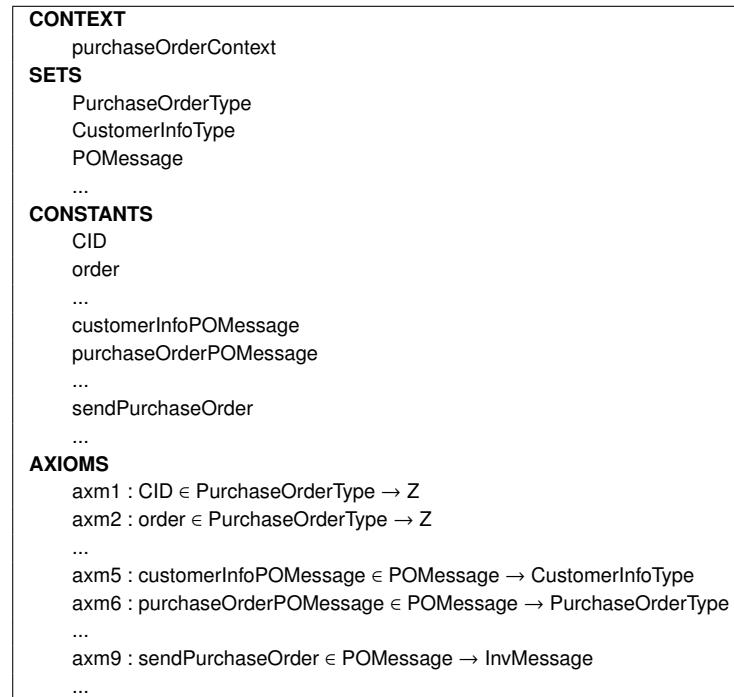 CONTEXT
purchaseOrderContext
SETS
PurchaseOrderType
CustomerInfoType
POMessage
...
CONSTANTS
CID
order
...
customerInfoPOMessage
purchaseOrderPOMessage
...
sendPurchaseOrder
...
AXIOMS
axm1 : CID ∈ PurchaseOrderType → Z
axm2 : order ∈ PurchaseOrderType → Z
...
axm5 : customerInfoPOMessage ∈ POMessage → CustomerInfoType
axm6 : purchaseOrderPOMessage ∈ POMessage → PurchaseOrderType
...
axm9 : sendPurchaseOrder ∈ POMessage → InvMessage
...